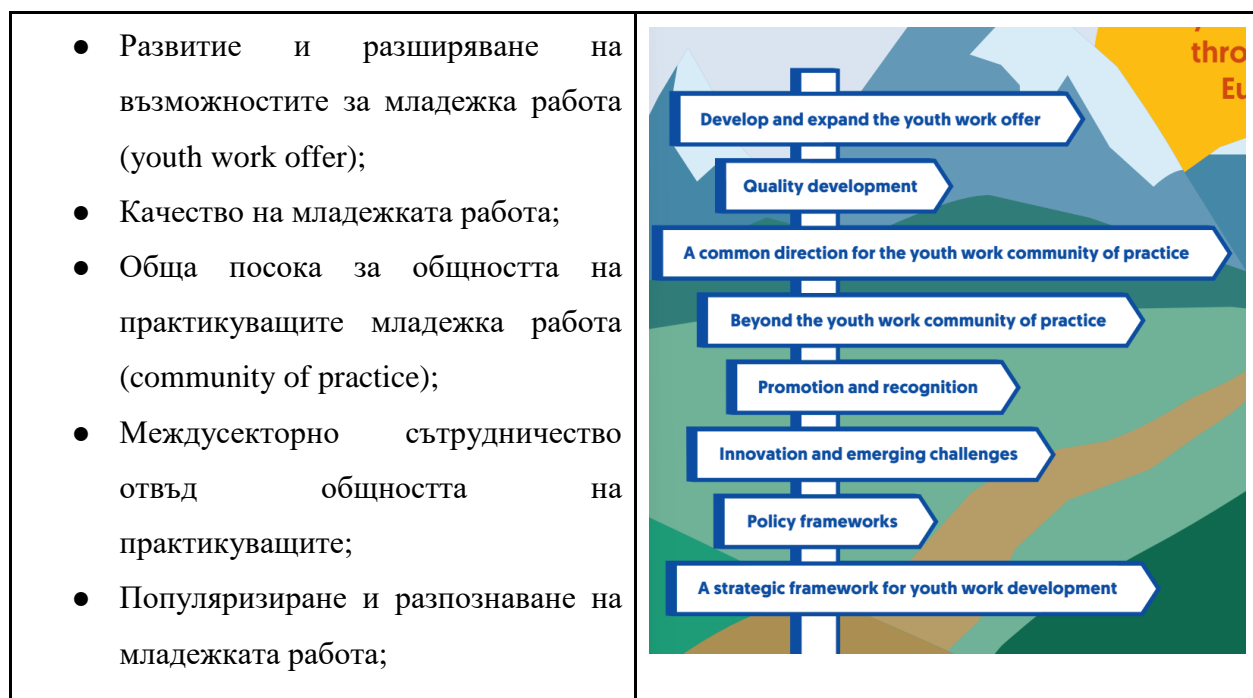 ● Развитие и разширяване на
възможностите за младежка работа
(youth work offer);
● Качество на младежката работа;
● Обща посока за общността на
практикуващите младежка работа
(community of practice);
● Междусекторно сътрудничество
отвъд общността на
практикуващите;
● Популяризиране и разпознаване на
младежката работа;
Develop and expand the youth work offer
Quality development
A common direction for the youth work community of practice
Beyond the youth work community of practice
Promotion and recognition
Innovation and emerging challenges
Policy frameworks
A strategic framework for youth work development